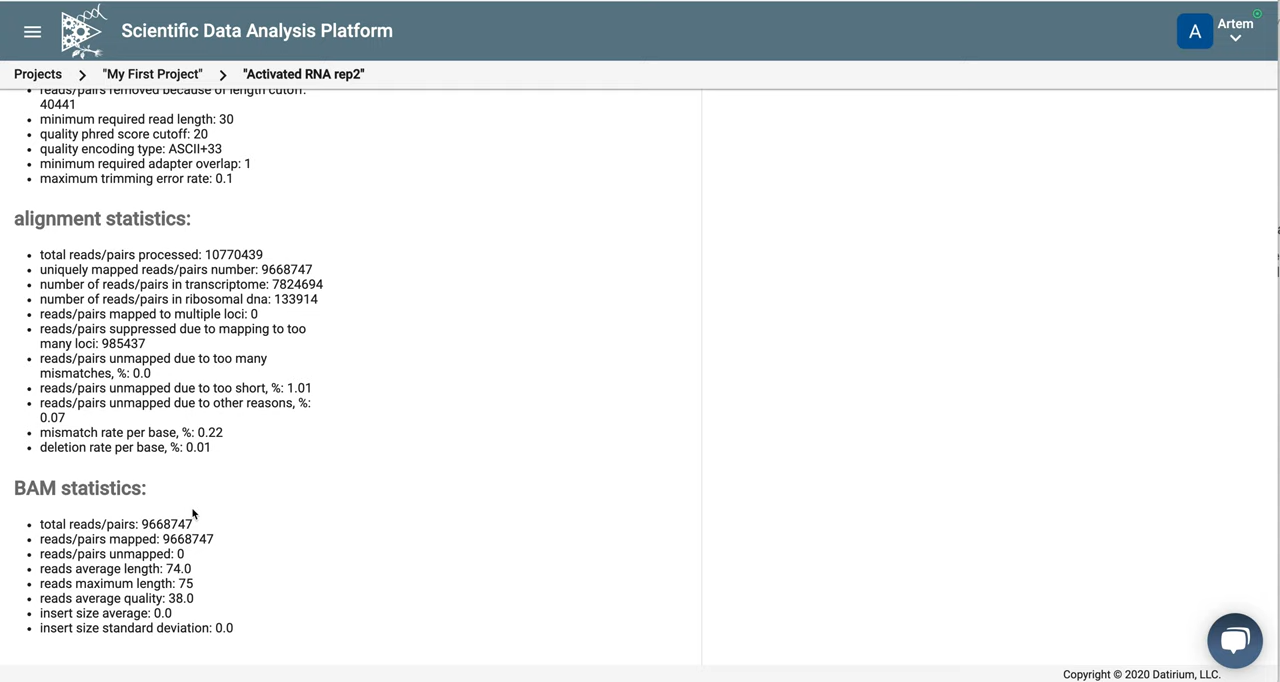 Scientific Data Analysis Platform
A
Artem
Projects
"My First Project"
"Activated RNA rep2"
reads/pairs removed because of length cutoff:
40441
minimum required read length: 30
quality phred score cutoff: 20
quality encoding type: ASCII+33
minimum required adapter overlap: 1
maximum trimming error rate: 0.1
alignment statistics:
total reads/pairs processed: 10770439
uniquely mapped reads/pairs number: 9668747
number of reads/pairs in transcriptome: 7824694
number of reads/pairs in ribosomal dna: 133914
reads/pairs mapped to multiple loci: 0
reads/pairs suppressed due to mapping to too
many loci: 985437
reads/pairs unmapped due to too many
mismatches, %: 0.0
reads/pairs unmapped due to too short, %: 1.01
reads/pairs unmapped due to other reasons, %:
0.07
mismatch rate per base, %: 0.22
deletion rate per base, %: 0.01
BAM statistics:
total reads/pairs: 9668747
reads/pairs mapped: 9668747
reads/pairs unmapped: 0
reads average length: 74.0
reads maximum length: 75
reads average quality: 38.0
insert size average: 0.0
insert size standard deviation: 0.0
Copyright © 2020 Datirium, LLC.